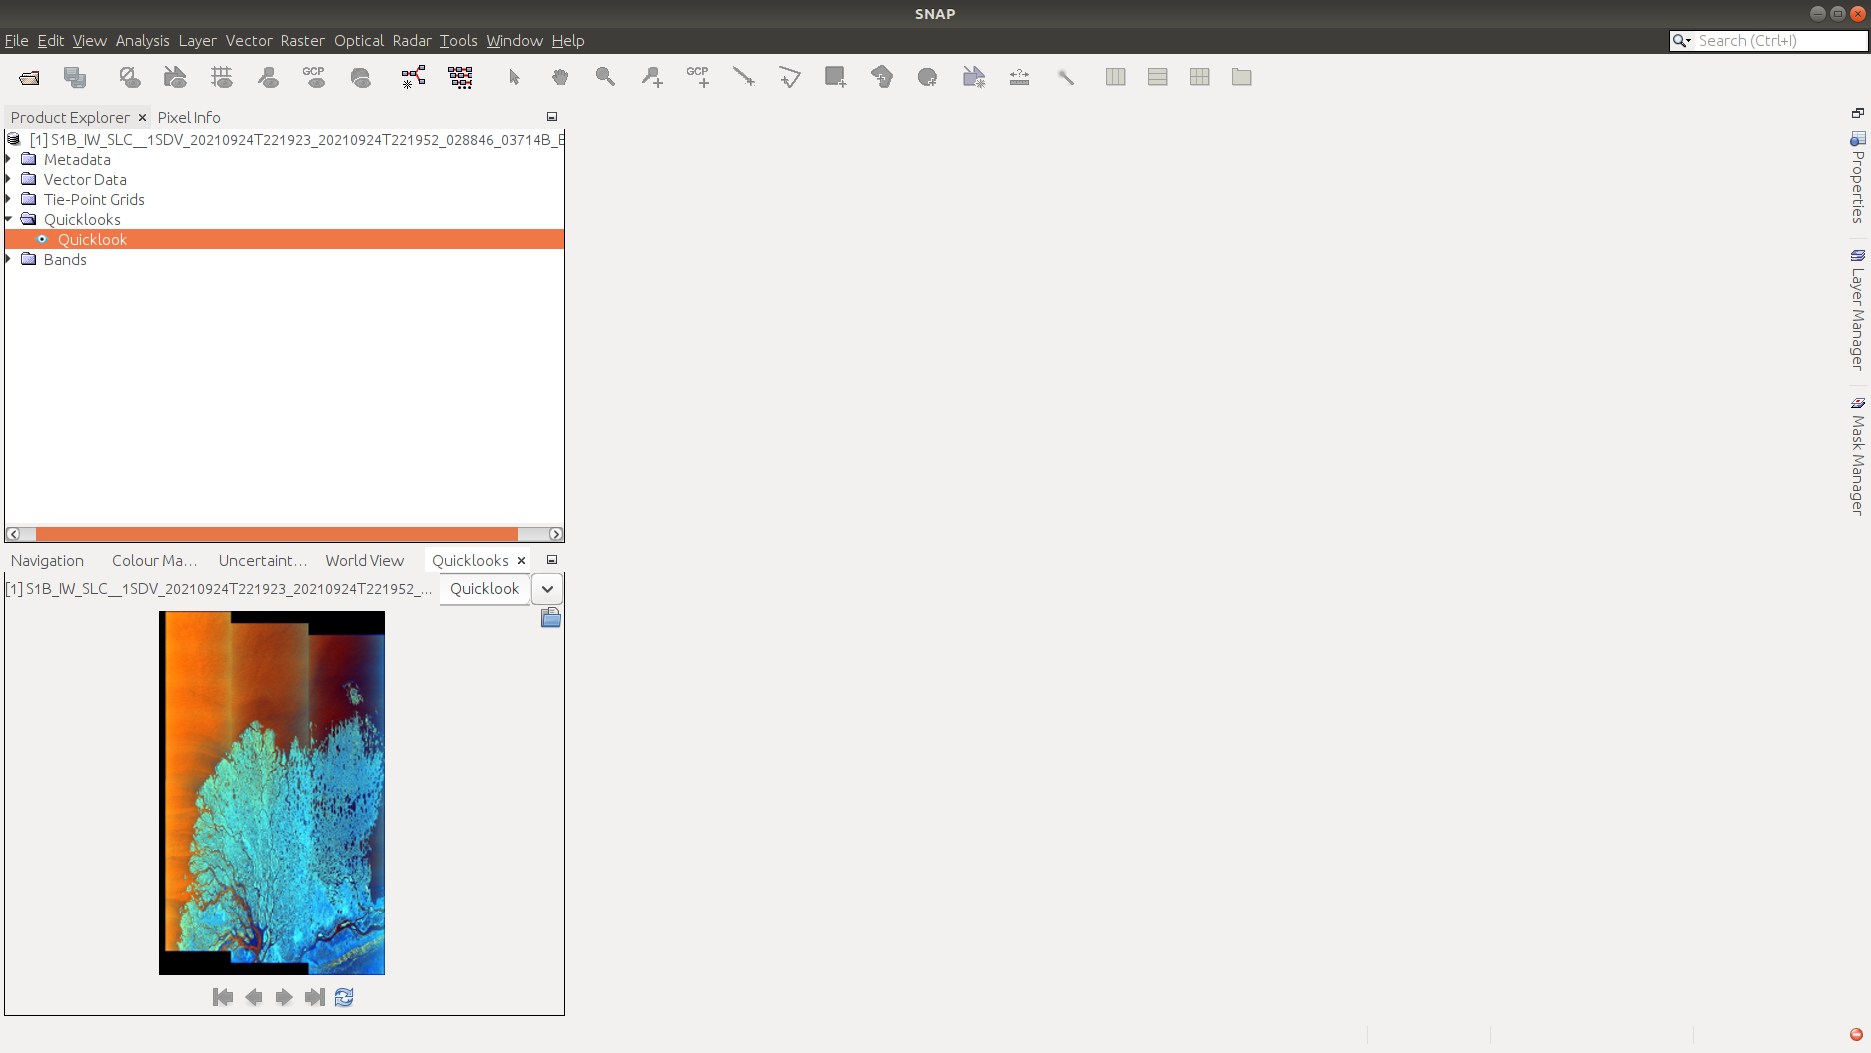 SNAP
File Edit View Analysis Layer Vector Raster Optical Radar Tools Window Help
Search (Ctrl+I)
GCP
GCP
Product Explorer
Pixel Info
[1] S1B_IW_SLC__1SDV_20210924T221923_20210924T221952_028846_03714B_E
Metadata
Vector Data
Tie-Point Grids
Quicklooks
Quicklook
Bands
Properties
Layer Manager
Mask Manager
Navigation
Colour Ma...
Uncertaint...
World View
Quicklooks
[1] S1B_IW_SLC__1SDV_20210924T221923_20210924T221952_...
Quicklook